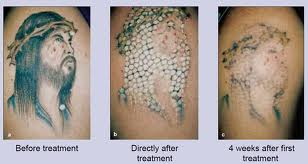 a
b
c
Before treatment
Directly after
treatment
4 weeks after first
treatment